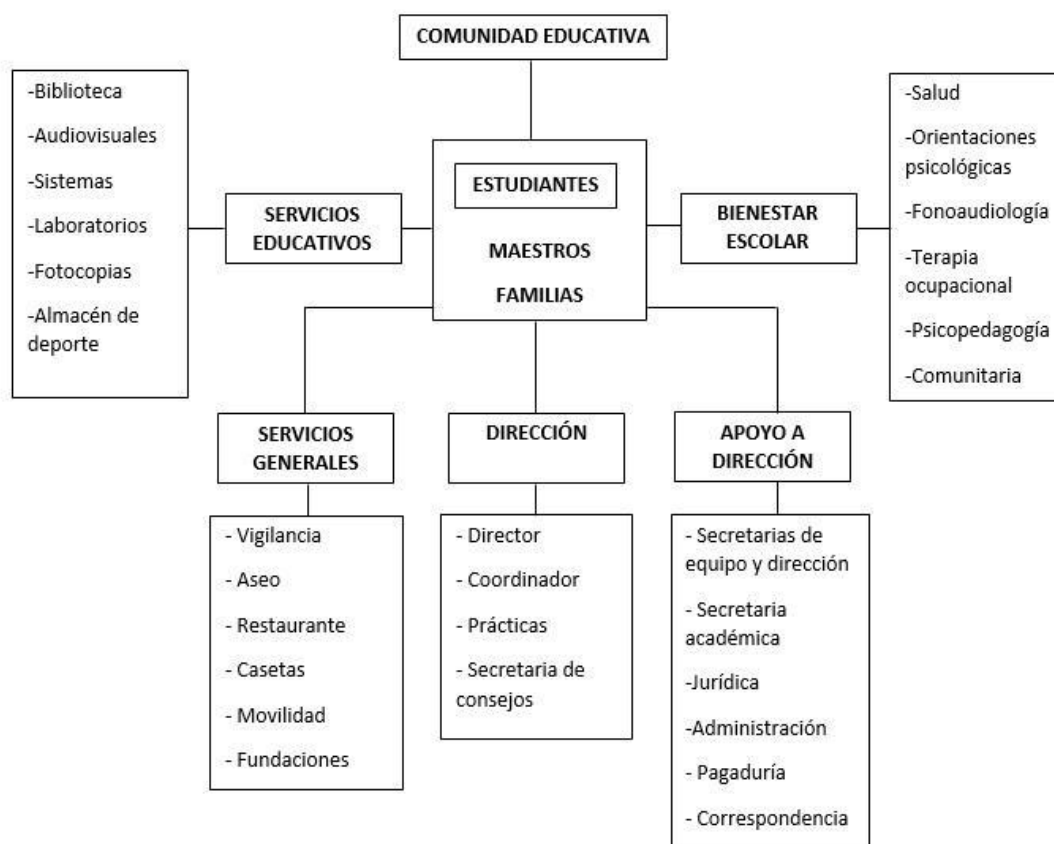 COMUNIDAD EDUCATIVA
-Biblioteca
-Audiovisuales
-Sistemas
-Laboratorios
-Fotocopias
-Almacén de
deporte
SERVICIOS
EDUCATIVOS
ESTUDIANTES
MAESTROS
FAMILIAS
BIENESTAR
ESCOLAR
-Salud
-Orientaciones
psicológicas
-Fonoaudiología
-Terapia
ocupacional
-Psicopedagogía
-Comunitaria
SERVICIOS
GENERALES
- Vigilancia
- Aseo
- Restaurante
- Casetas
- Movilidad
- Fundaciones
DIRECCIÓN
- Director
- Coordinador
- Prácticas
- Secretaria de
consejos
APOYO A
DIRECCIÓN
- Secretarias de
equipo y dirección
- Secretaria
académica
-Jurídica
-Administración
- Pagaduría
- Correspondencia